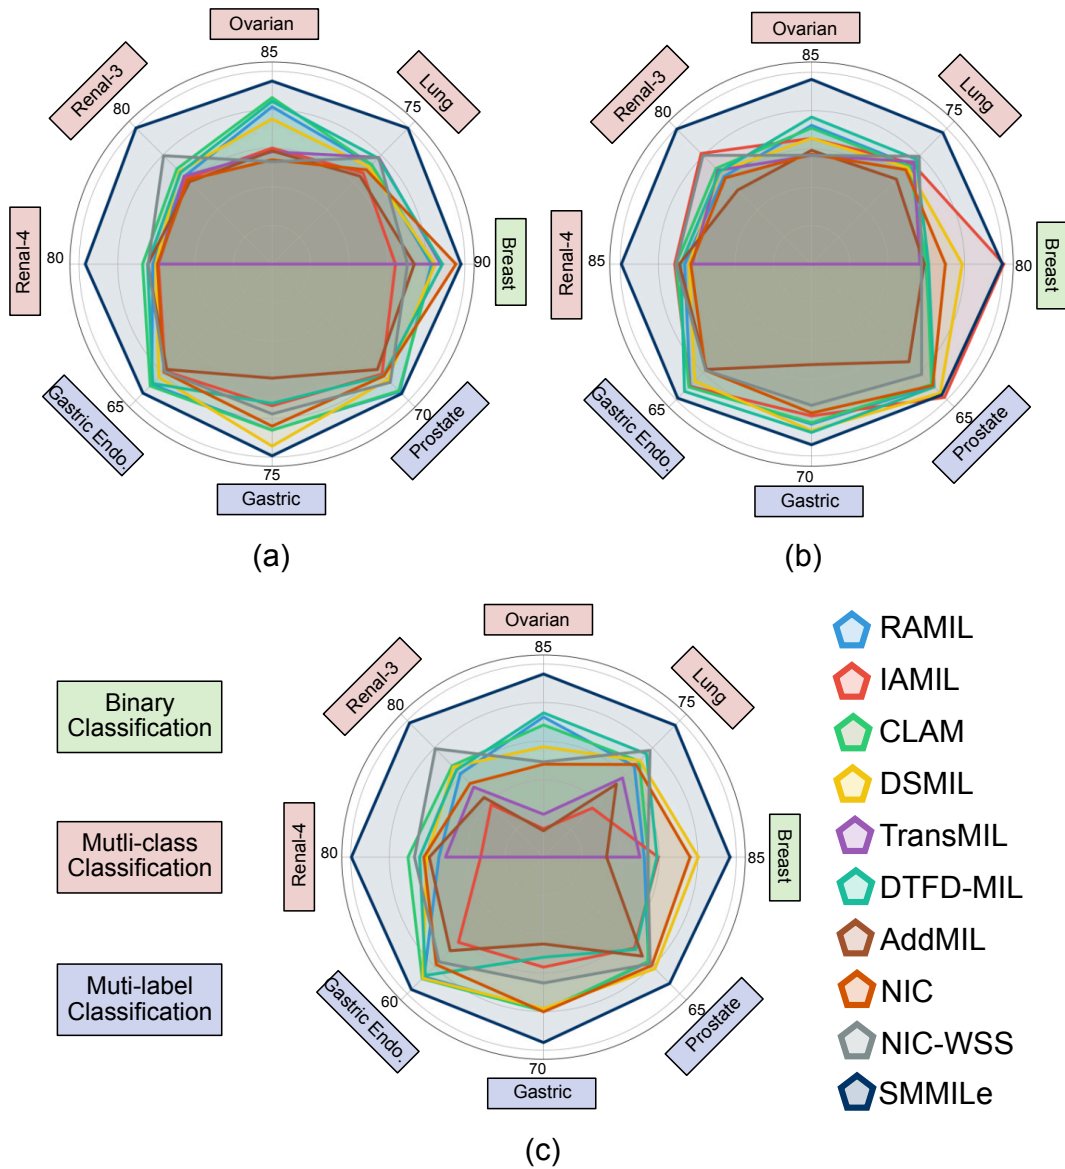 Ovarian
85
Renal-3
80
Lung
75
Renal-4
80
90
Breast
Gastric Endo.
65
70
Prostate
75
Gastric
(a)
Ovarian
85
Renal-3
80
Lung
75
Renal-4
85
80
Breast
Gastric Endo.
65
65
Prostate
70
Gastric
(b)
Ovarian
85
Renal-3
80
Lung
75
Renal-4
80
85
Breast
Gastric Endo.
60
65
Prostate
70
Gastric
(c)
Binary
Classification
Mutli-class
Classification
Muti-label
Classification
RAMIL
IAMIL
CLAM
DSMIL
TransMIL
DTFD-MIL
AddMIL
NIC
NIC-WSS
SMMILe